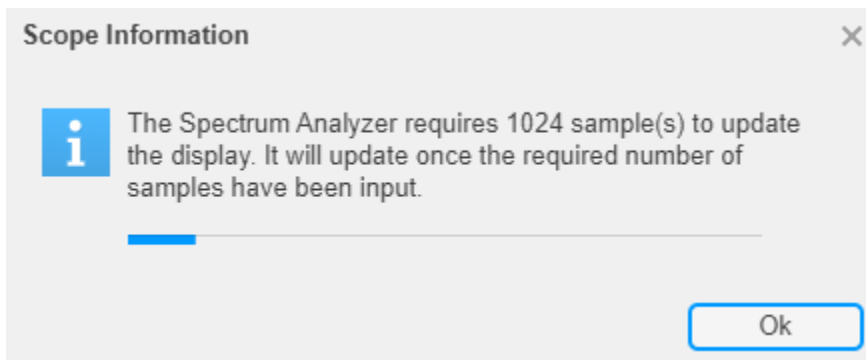 Scope Information
The Spectrum Analyzer requires 1024 sample(s) to update
the display. It will update once the required number of
samples have been input.
Ok